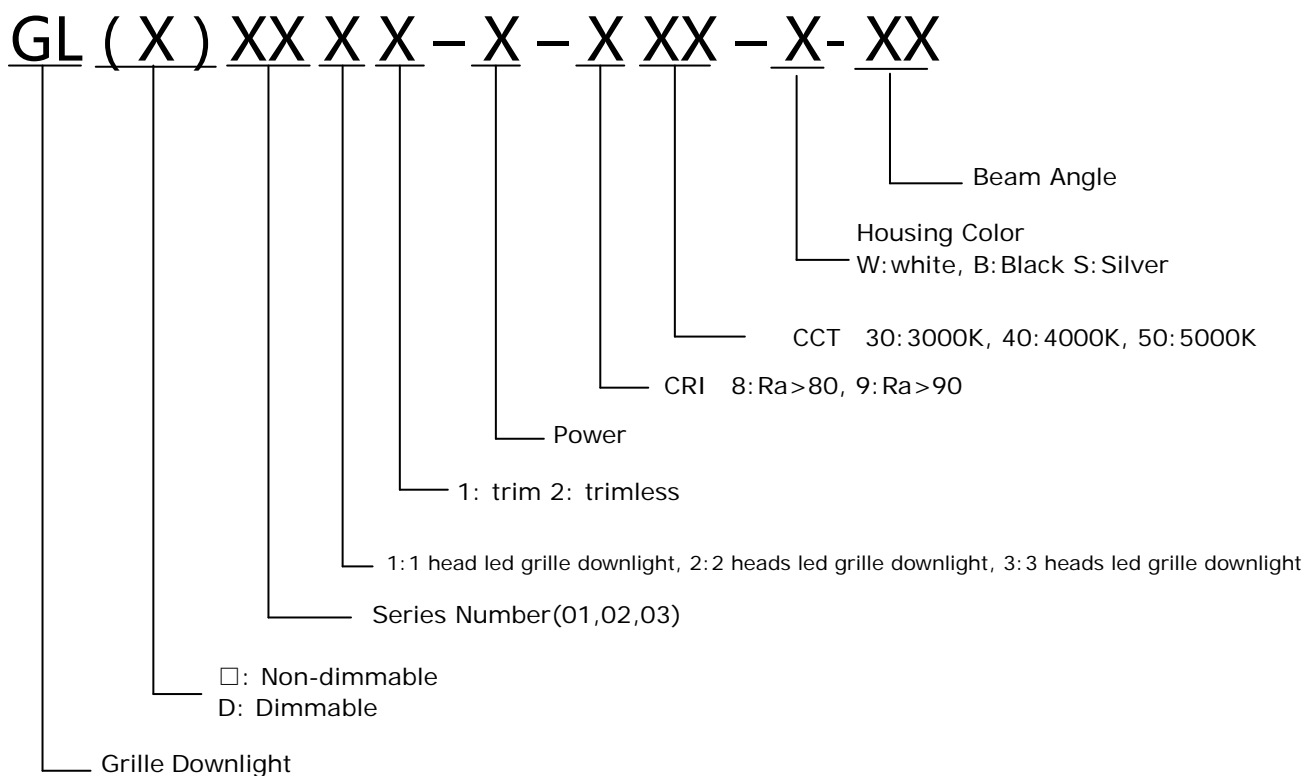 GL (X) XX X X – X – X XX – X- XX
Beam Angle
Housing Color
W:white, B:Black S:Silver
CCT 30:3000K, 40:4000K, 50:5000K
CRI 8:Ra>80, 9:Ra>90
Power
1: trim 2: trimless
1:1 head led grille downlight, 2:2 heads led grille downlight, 3:3 heads led grille downlight
Series Number(01,02,03)
□: Non-dimmable
D: Dimmable
Grille Downlight